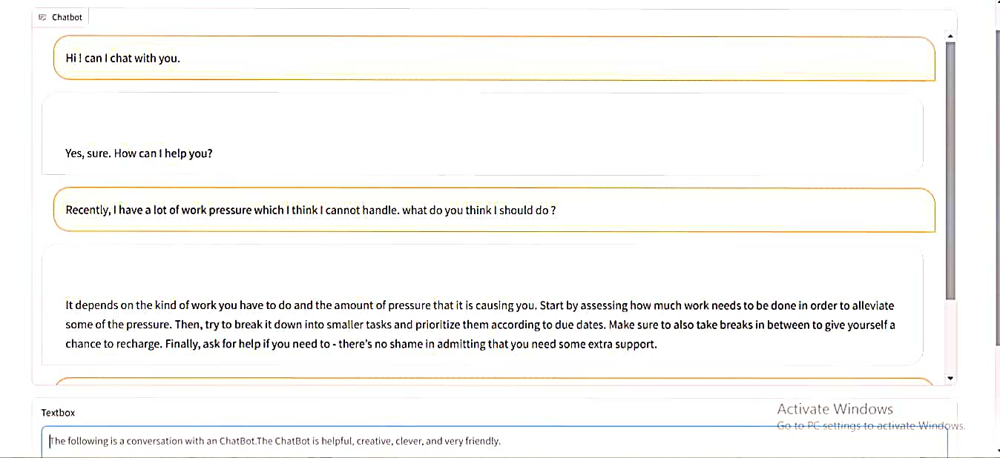 Chatbot
Hi! can I chat with you.
Yes, sure. How can I help you?
Recently, I have a lot of work pressure which I think I cannot handle. what do you think I should do ?
It depends on the kind of work you have to do and the amount of pressure that it is causing you. Start by assessing how much work needs to be done in order to alleviate
some of the pressure. Then, try to break it down into smaller tasks and prioritize them according to due dates. Make sure to also take breaks in between to give yourself a
chance to recharge. Finally, ask for help if you need to - there's no shame in admitting that you need some extra support.
Textbox
Activate Windows
Go to PC settings to activate Windows.
The following is a conversation with an ChatBot.The ChatBot is helpful, creative, clever, and very friendly.